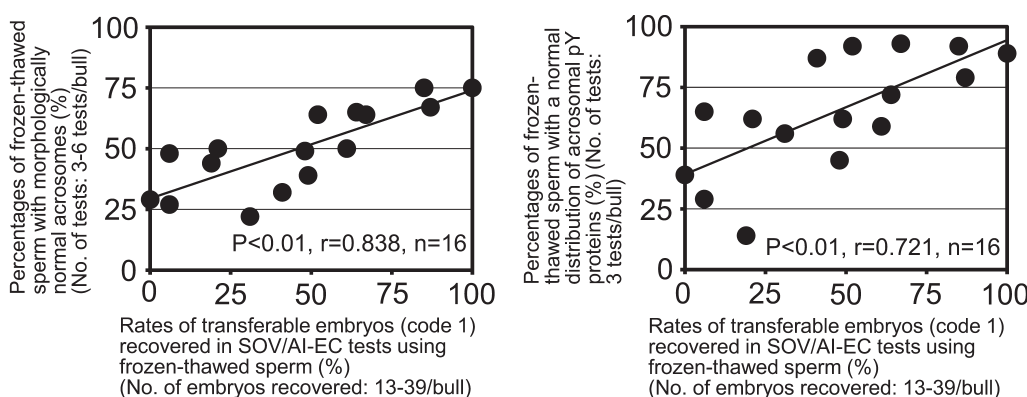 Percentages of frozen-thawed
sperm with morphologically
normal acrosomes (%)
(No. of tests: 3-6 tests/bull)
100
75
50
25
0
P<0.01, r=0.838, n=16
0 25 50 75 100
Rates of transferable embryos (code 1)
recovered in SOV/AI-EC tests using
frozen-thawed sperm (%)
(No. of embryos recovered: 13-39/bull)
Percentages of frozen-
thawed sperm with a normal
distribution of acrosomal pY
proteins (%) (No. of tests:
3 tests/bull)
100
75
50
25
0
P<0.01, r=0.721, n=16
0 25 50 75 100
Rates of transferable embryos (code 1)
recovered in SOV/AI-EC tests using
frozen-thawed sperm (%)
(No. of embryos recovered: 13-39/bull)